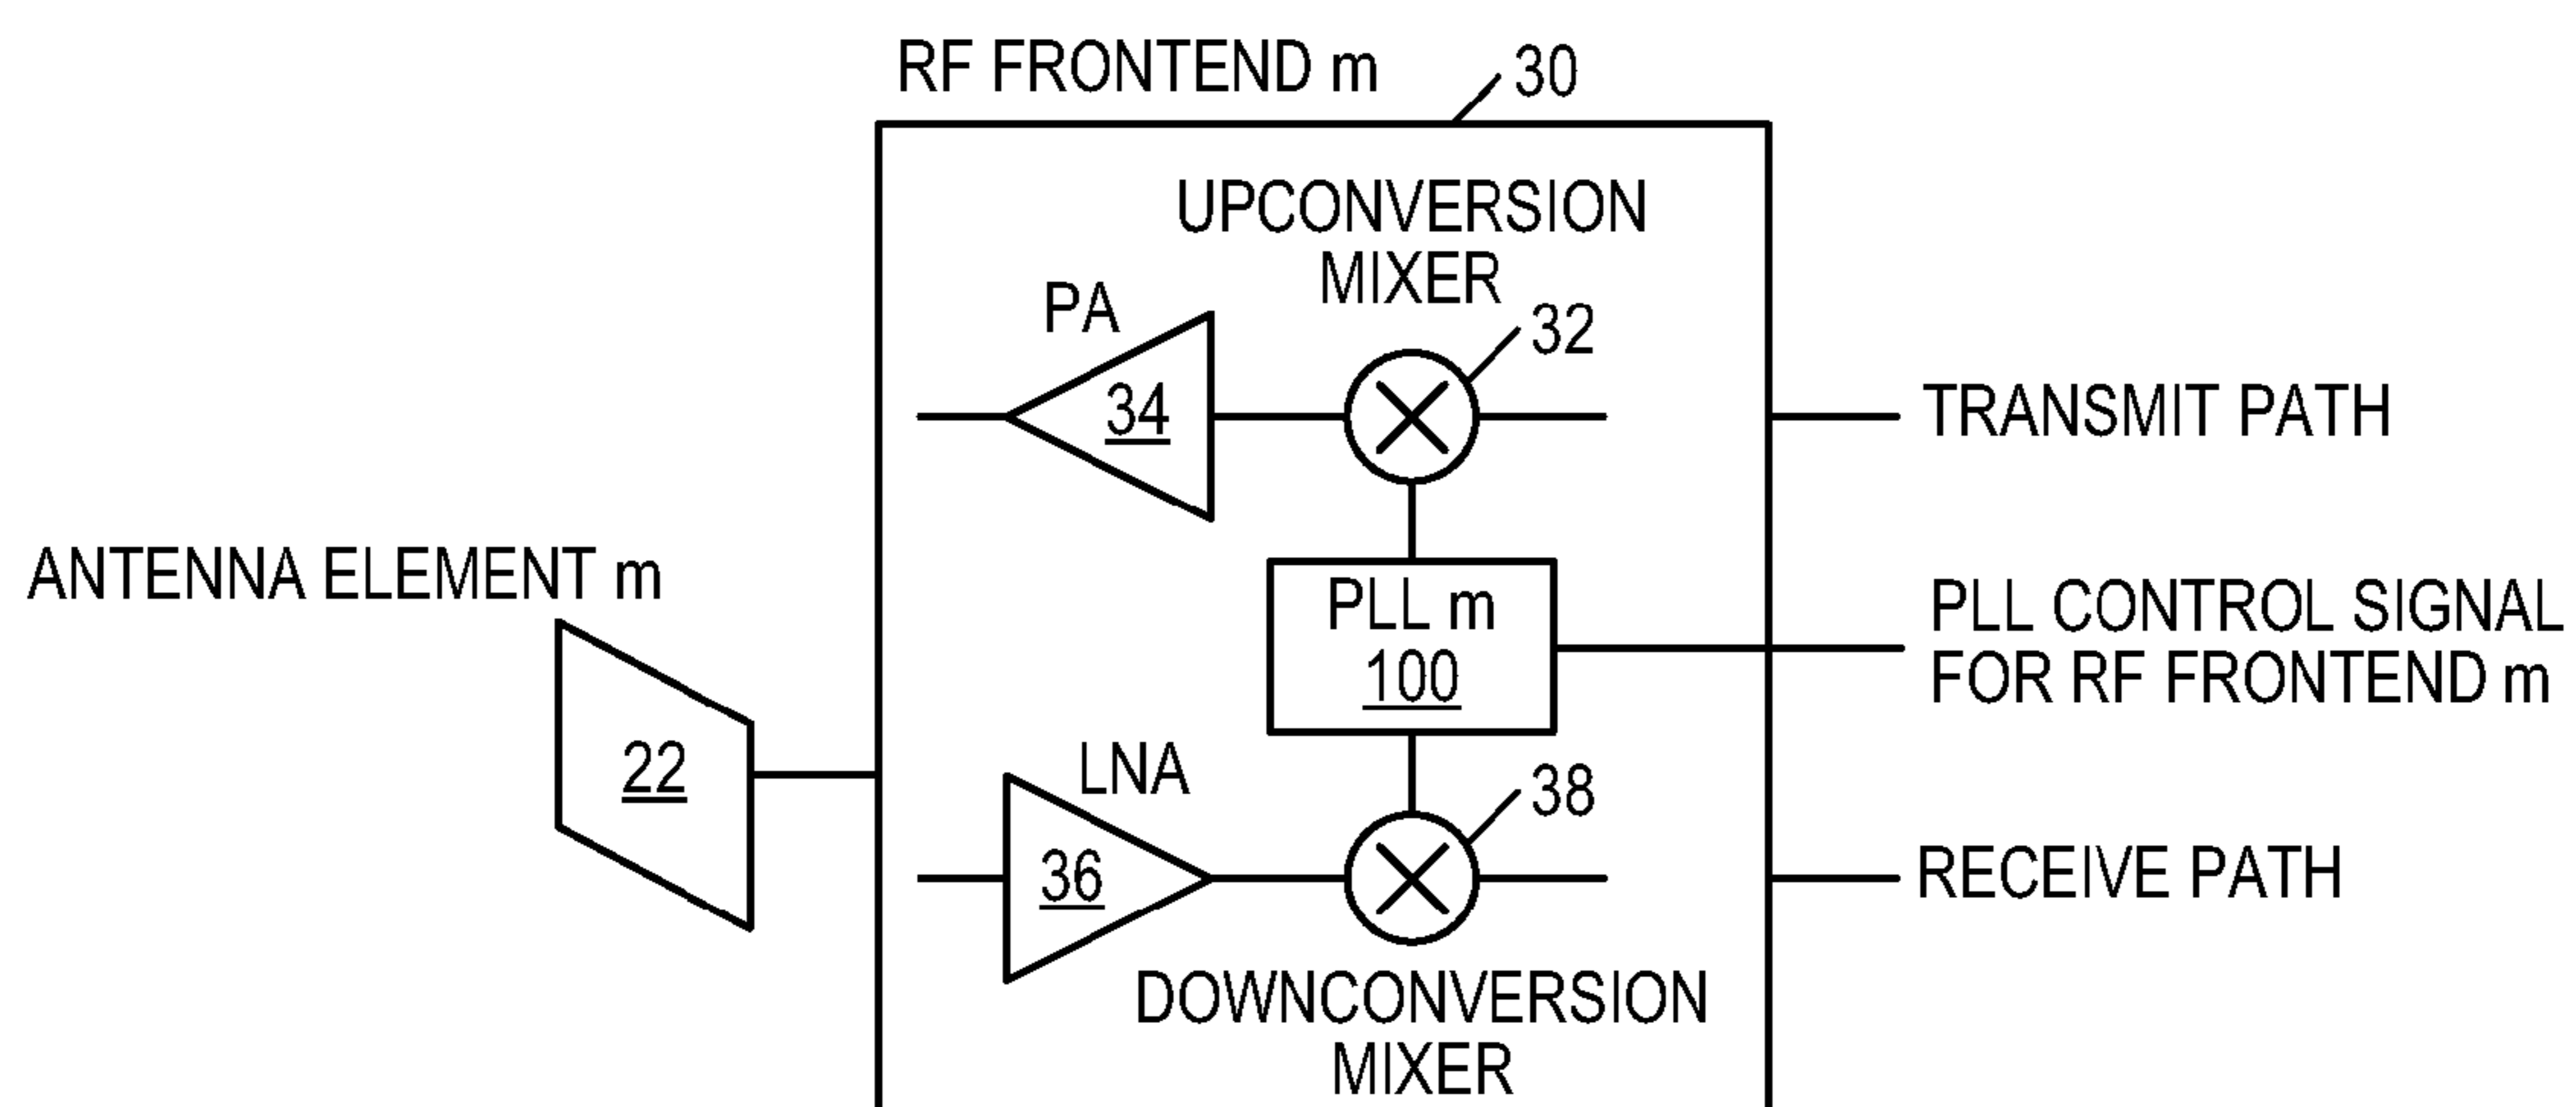 RF FRONTEND m
30
UPCONVERSION
MIXER
PA
32
34
TRANSMIT PATH
ANTENNA ELEMENT m
PLL m
100
PLL CONTROL SIGNAL
FOR RF FRONTEND m
22
LNA
38
36
RECEIVE PATH
DOWNCONVERSION
MIXER